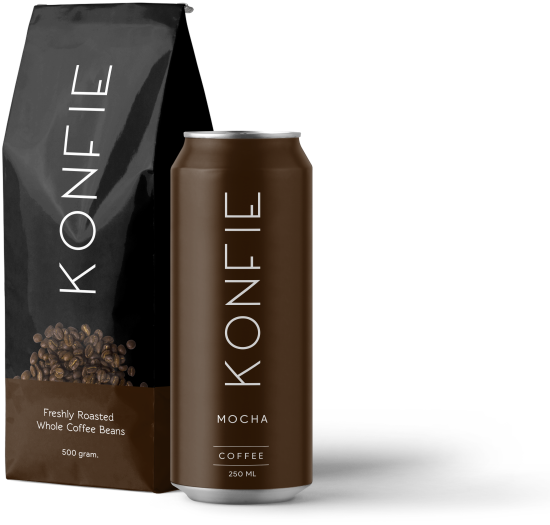 KONFIE
Freshly Roasted
Whole Coffee Beans
500 gram.
KONFIE
MOCHA
COFFEE
250 ML